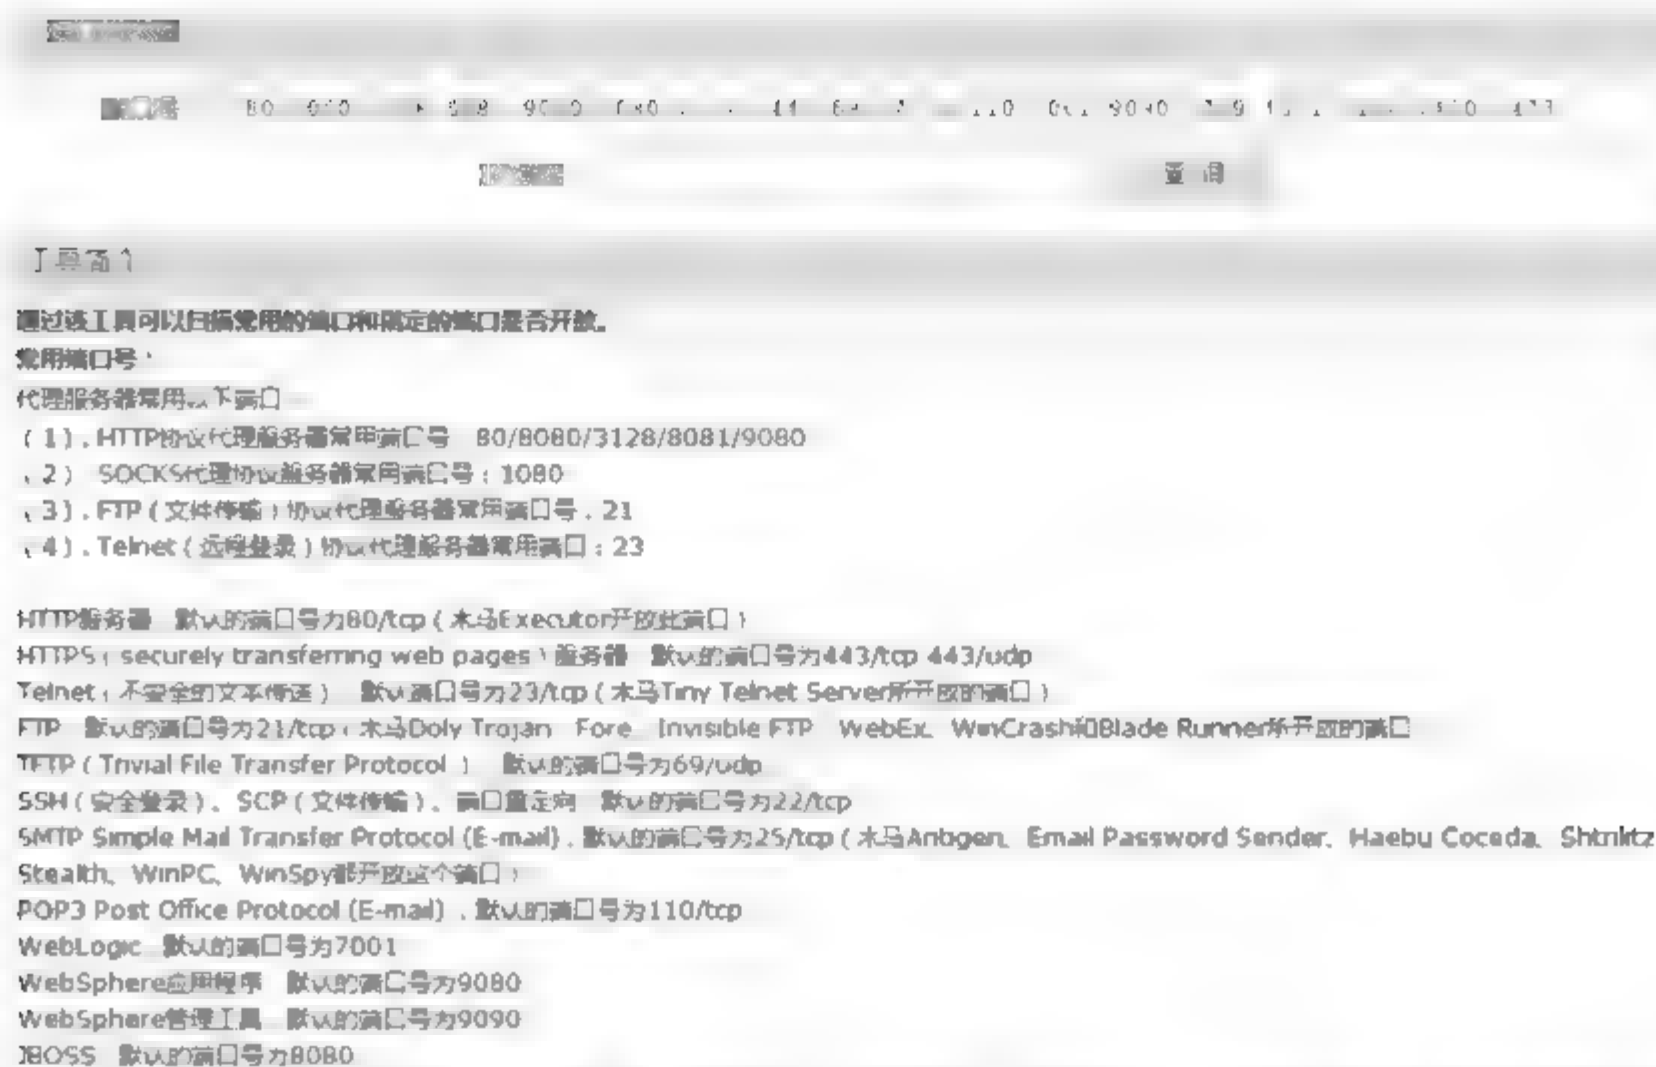 查 询
工具简介
通过该工具可以扫描常用的端口和指定的端口是否开放。
常用端口号:
代理服务器常用以下端口
(1). HTTP协议代理服务器常用端口号 80/8080/3128/8081/9080
(2) SOCKS代理协议服务器常用端口号:1080
(3). FTP(文件传输)协议代理服务器常用端口号:21
(4). Telnet(远程登录)协议代理服务器常用端口:23
HTTP服务器 默认的端口号为80/tcp(木马Executor开放此端口)
HTTPS(securely transferring web pages)服务器 默认的端口号为443/tcp 443/udp
Telnet(不安全的文本传送) 默认端口号为23/tcp(木马Tiny Telnet Server所开放的端口)
FTP 默认的端口号为21/tcp(木马Doly Trojan、Fore、Invisible FTP、WebEx、WinCrash和Blade Runner所开放的端口
TFTP(Trivial File Transfer Protocol ) 默认的端口号为69/udp
SSH(安全登录)、SCP(文件传输)、端口重定向 默认的端口号为22/tcp
SMTP Simple Mail Transfer Protocol (E-mail), 默认的端口号为25/tcp(木马Antigen、Email Password Sender、Haebu Coceda、Shtrilitz
Stealth、WinPC、WinSpy都开放这个端口)
POP3 Post Office Protocol (E-mail) , 默认的端口号为110/tcp
WebLogic 默认的端口号为7001
WebSphere应用程序 默认的端口号为9080
WebSphere管理工具 默认的端口号为9090
JBOSS 默认的端口号为8080